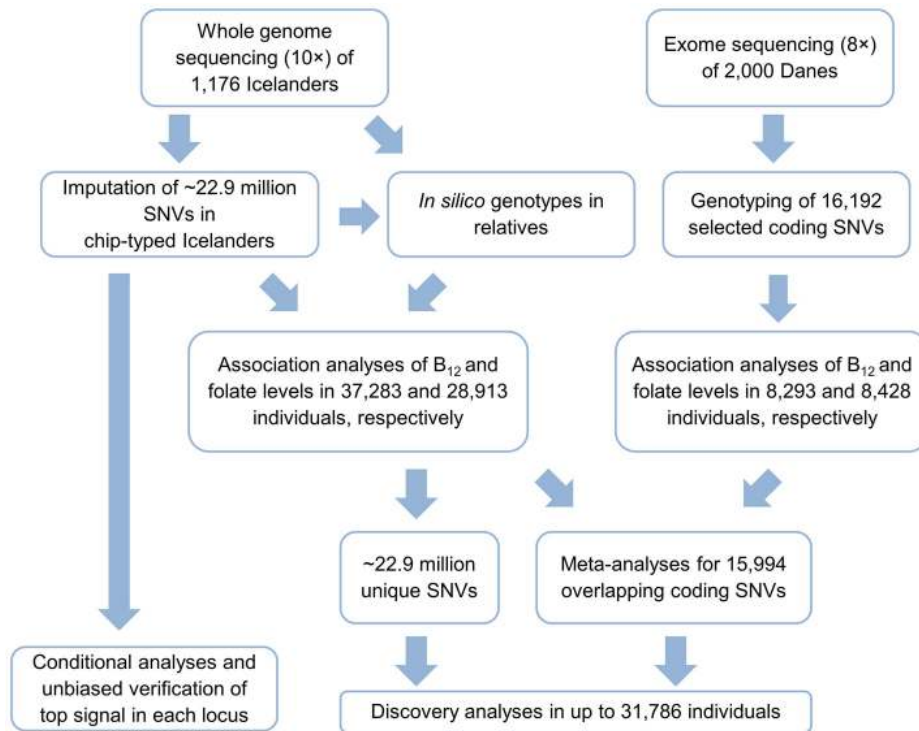 Whole genome
sequencing (10×) of
1,176 Icelanders
Exome sequencing (8×)
of 2,000 Danes
Imputation of ~22.9 million
SNVs in
chip-typed Icelanders
In silico genotypes in
relatives
Genotyping of 16,192
selected coding SNVs
Association analyses of B₁₂ and
folate levels in 37,283 and 28,913
individuals, respectively
Association analyses of B₁₂ and
folate levels in 8,293 and 8,428
individuals, respectively
~22.9 million
unique SNVs
Meta-analyses for 15,994
overlapping coding SNVs
Conditional analyses and
unbiased verification of
top signal in each locus
Discovery analyses in up to 31,786 individuals